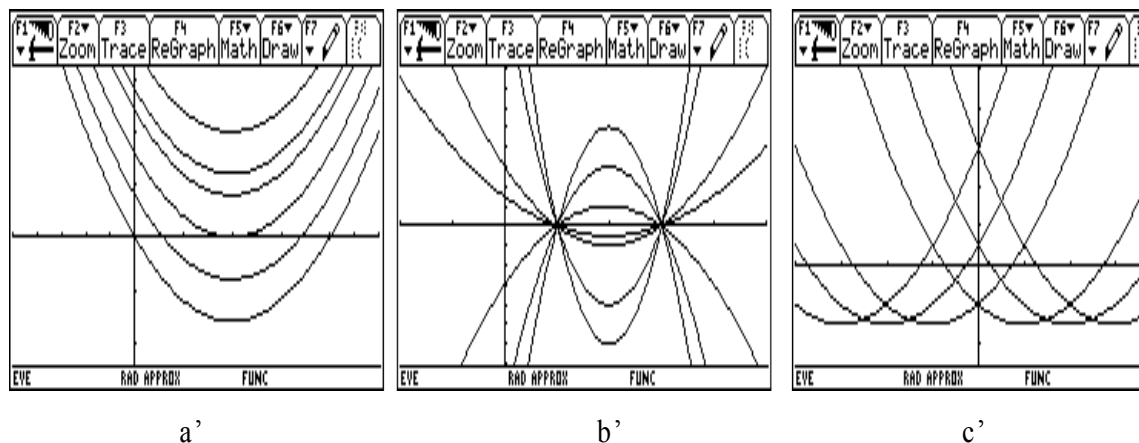 F1 F2 F3 F4 F5 F6 F7
Zoom Trace ReGraph Math Draw
EVE RAD APPROX FUNC
a’
F1 F2 F3 F4 F5 F6 F7
Zoom Trace ReGraph Math Draw
EVE RAD APPROX FUNC
b’
F1 F2 F3 F4 F5 F6 F7
Zoom Trace ReGraph Math Draw
EVE RAD APPROX FUNC
c’